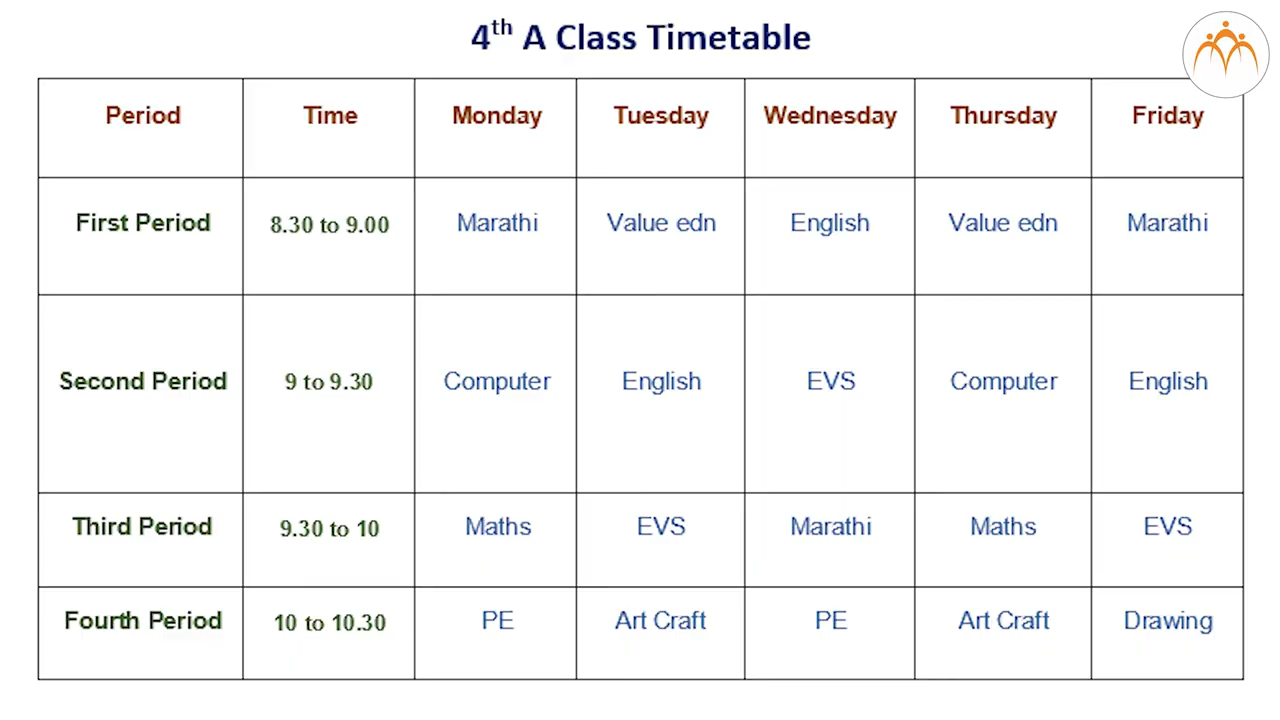 4th A Class Timetable
Period Time Monday Tuesday Wednesday Thursday Friday
First Period 8.30 to 9.00 Marathi Value edn English Value edn Marathi
Second Period 9 to 9.30 Computer English EVS Computer English
Third Period 9.30 to 10 Maths EVS Marathi Maths EVS
Fourth Period 10 to 10.30 PE Art Craft PE Art Craft Drawing